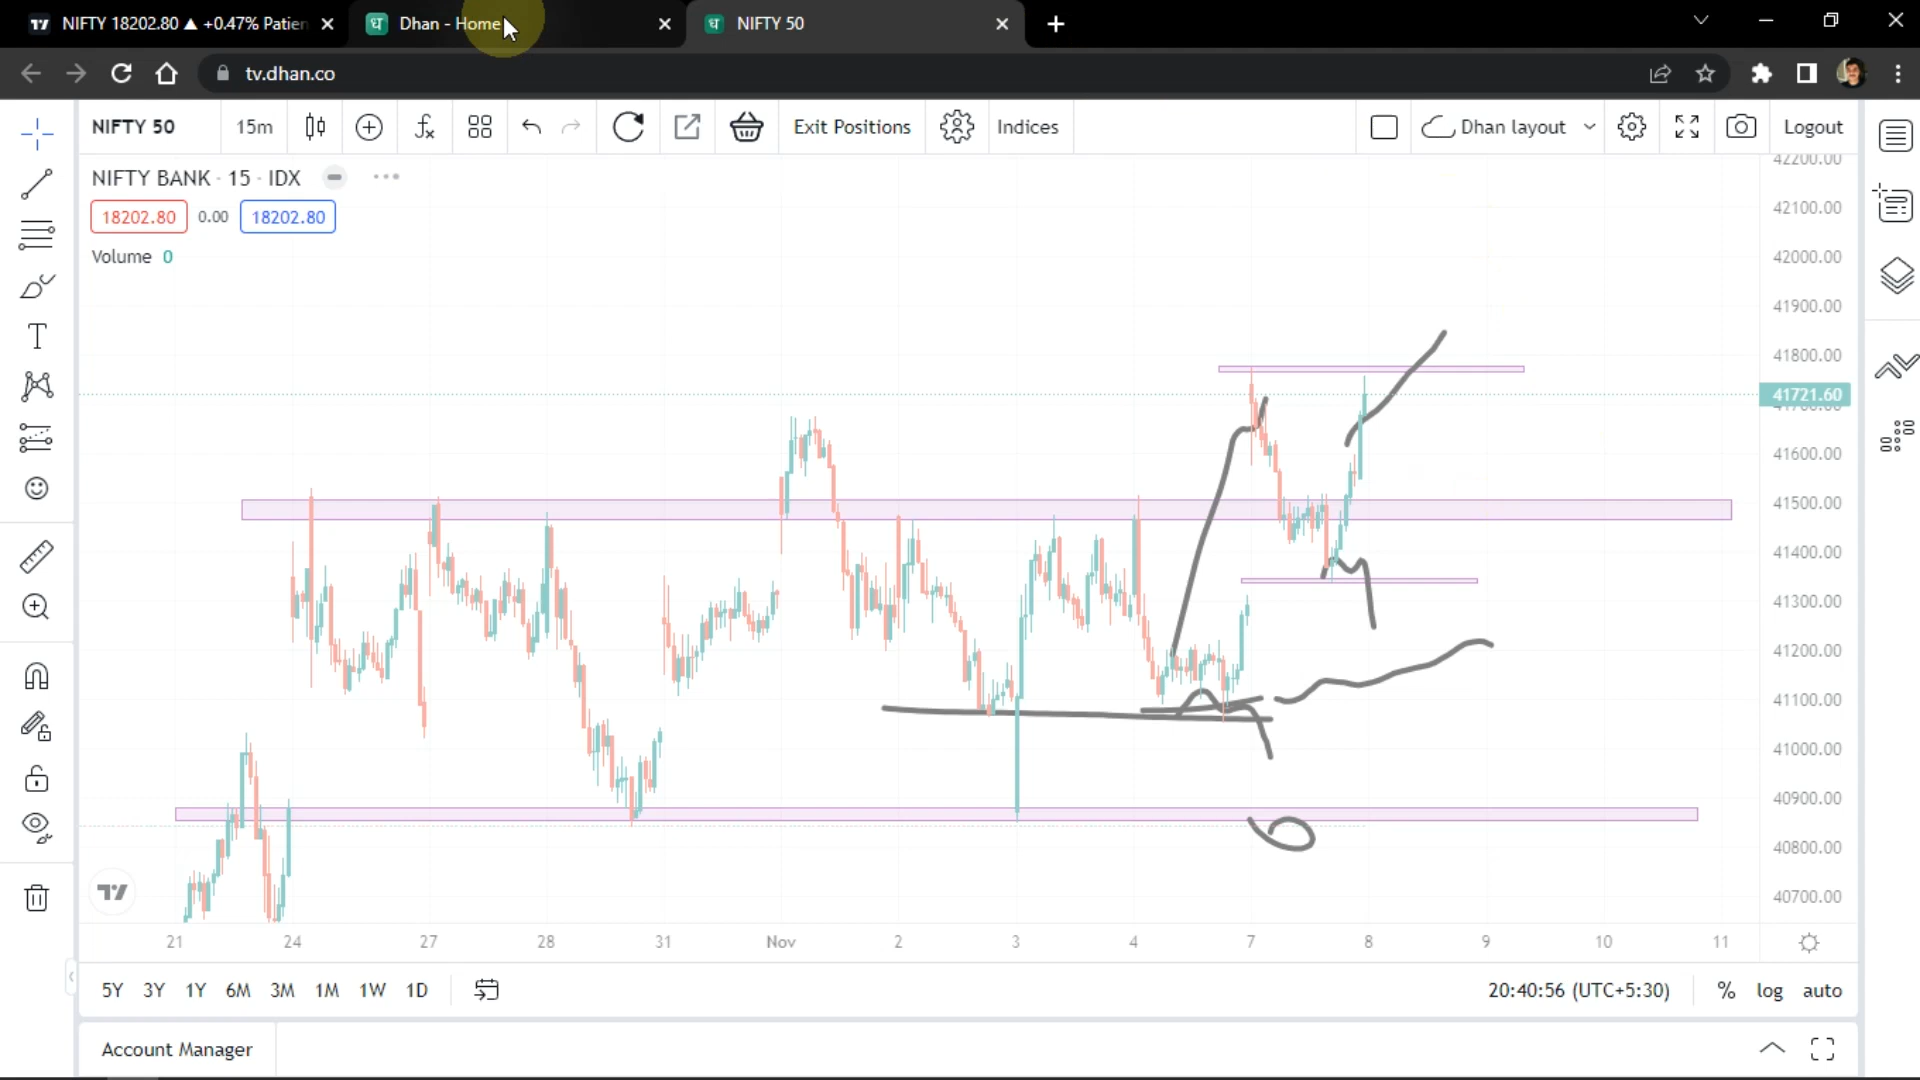 NIFTY 18202.80 ▲ +0.47% Patien
Dhan - Home
NIFTY 50
tv.dhan.co
NIFTY 50
15m
Exit Positions
Indices
Dhan layout
Logout
NIFTY BANK · 15 · IDX
18202.80 0.00 18202.80
Volume 0
42200.00
42100.00
42000.00
41900.00
41800.00
41721.60
41600.00
41500.00
41400.00
41300.00
41200.00
41100.00
41000.00
40900.00
40800.00
40700.00
21 24 27 28 31 Nov 2 3 4 7 8 9 10 11
5Y 3Y 1Y 6M 3M 1M 1W 1D
20:40:56 (UTC+5:30)
% log auto
Account Manager